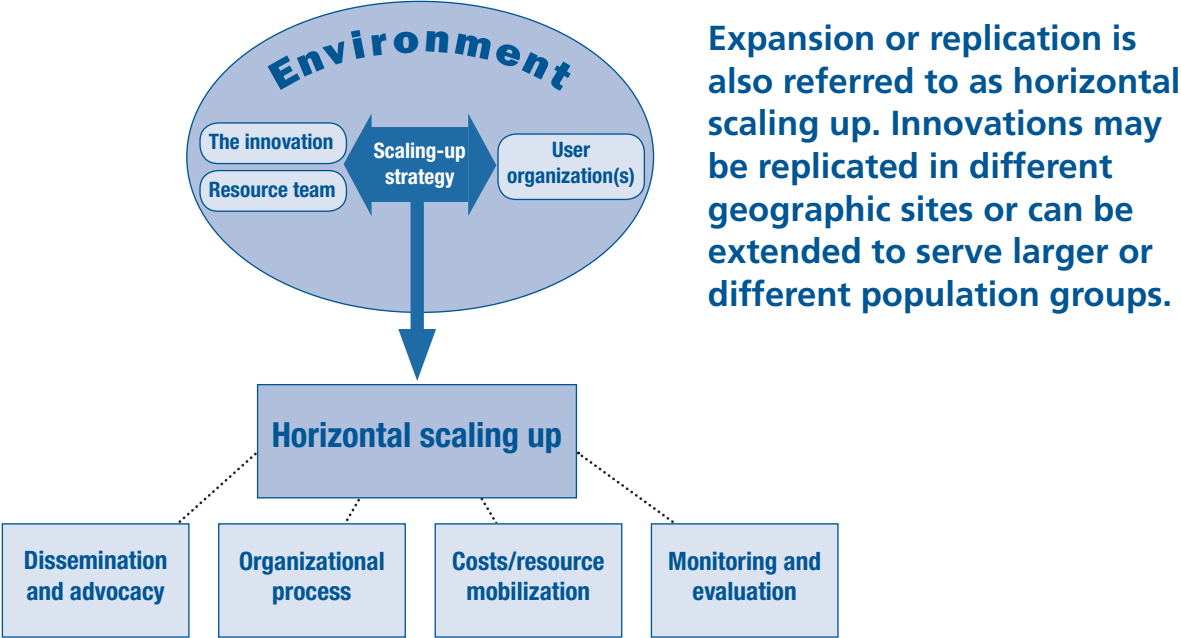 Environment
The innovation
Resource team
Scaling-up
strategy
User
organization(s)
Expansion or replication is
also referred to as horizontal
scaling up. Innovations may
be replicated in different
geographic sites or can be
extended to serve larger or
different population groups.
Horizontal scaling up
Dissemination
and advocacy
Organizational
process
Costs/resource
mobilization
Monitoring and
evaluation